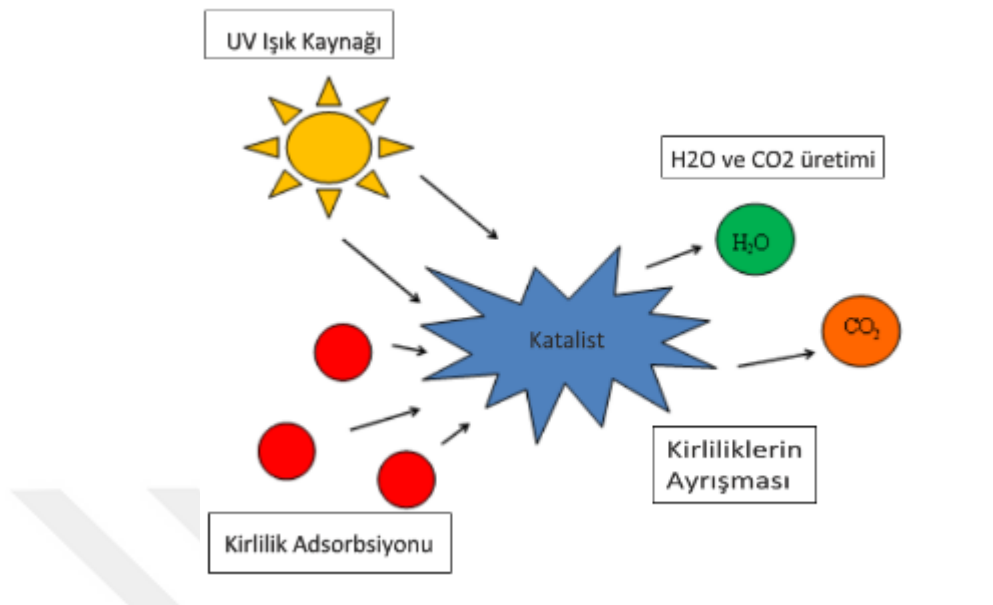 UV Işık Kaynağı
H2O ve CO2 üretimi
H₂O
CO₂
Katalist
Kirliliklerin
Ayrışması
Kirlilik Adsorbsiyonu